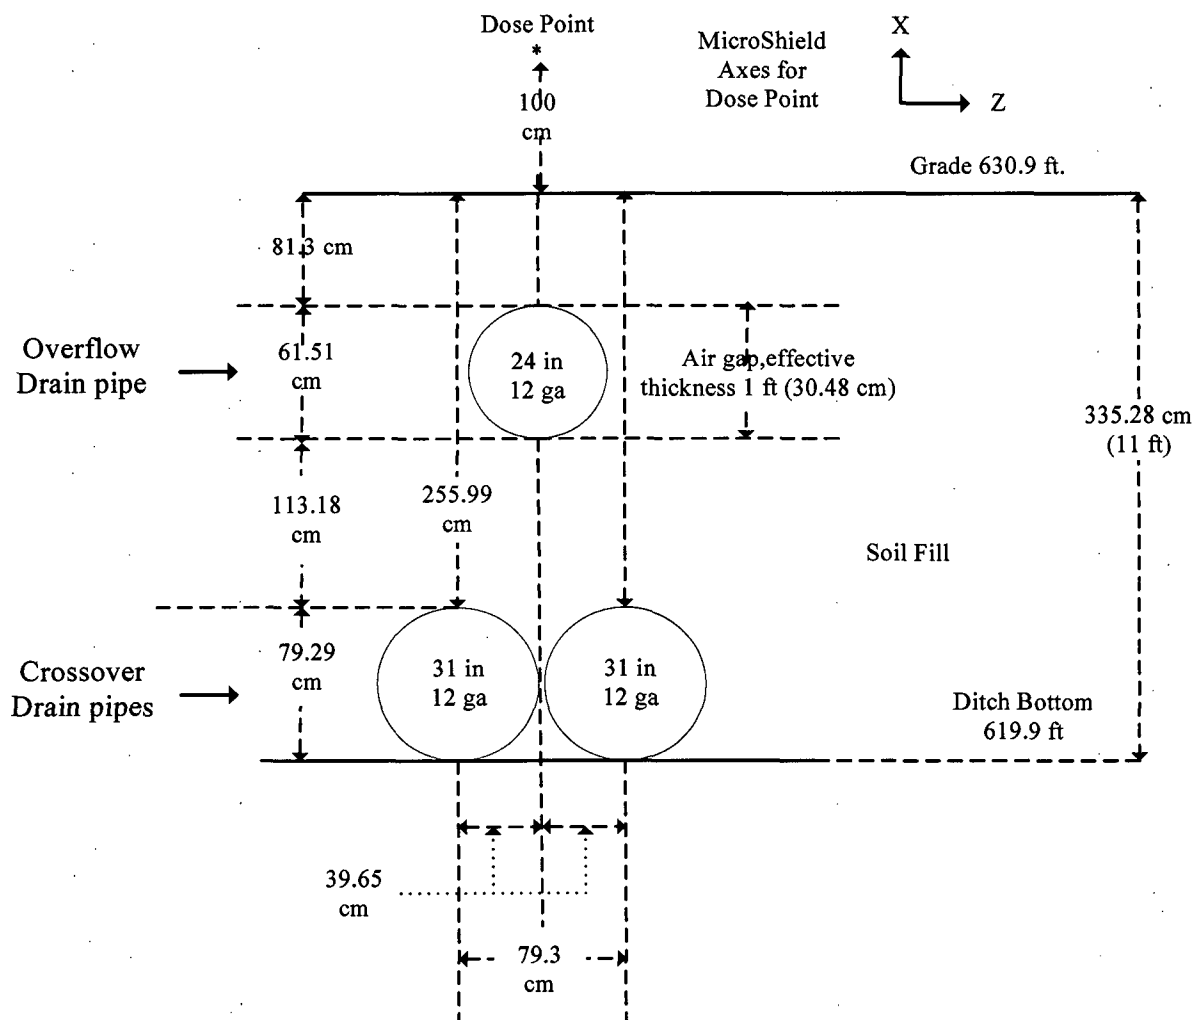 Dose Point
*
MicroShield
Axes for
Dose Point
X
Z
100
cm
Grade 630.9 ft.
81.3 cm
Overflow
Drain pipe
61.51
cm
24 in
12 ga
Air gap,effective
thickness 1 ft (30.48 cm)
335.28 cm
(11 ft)
113.18
cm
255.99
cm
Soil Fill
Crossover
Drain pipes
79.29
cm
31 in
12 ga
31 in
12 ga
Ditch Bottom
619.9 ft
39.65
cm
79.3
cm